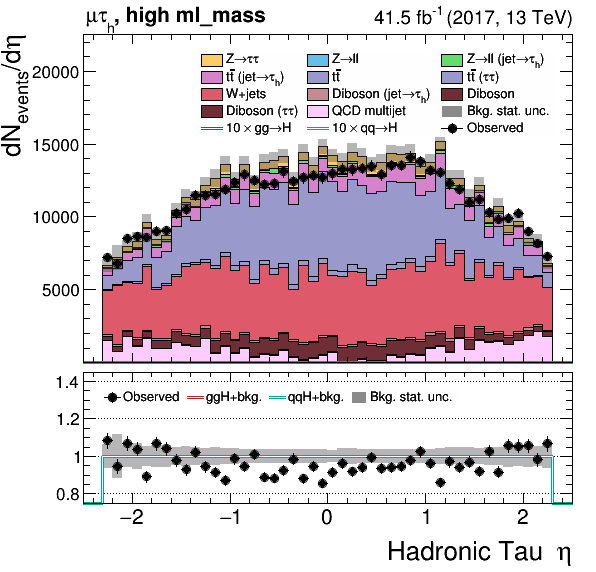 μτh, high ml_mass 41.5 fb⁻¹ (2017, 13 TeV)
dNevents/dη
Z→ττ Z→ll Z→ll (jet→τh)
tt̄ (jet→τh) tt̄ tt̄ (ττ)
W+jets Diboson (jet→τh) Diboson
Diboson (ττ) QCD multijet Bkg. stat. unc.
10×gg→H 10×qq→H Observed
20000
15000
10000
5000
Observed ggH+bkg. qqH+bkg. Bkg. stat. unc.
1.4
1.2
1
0.8
−2 −1 0 1 2
Hadronic Tau η